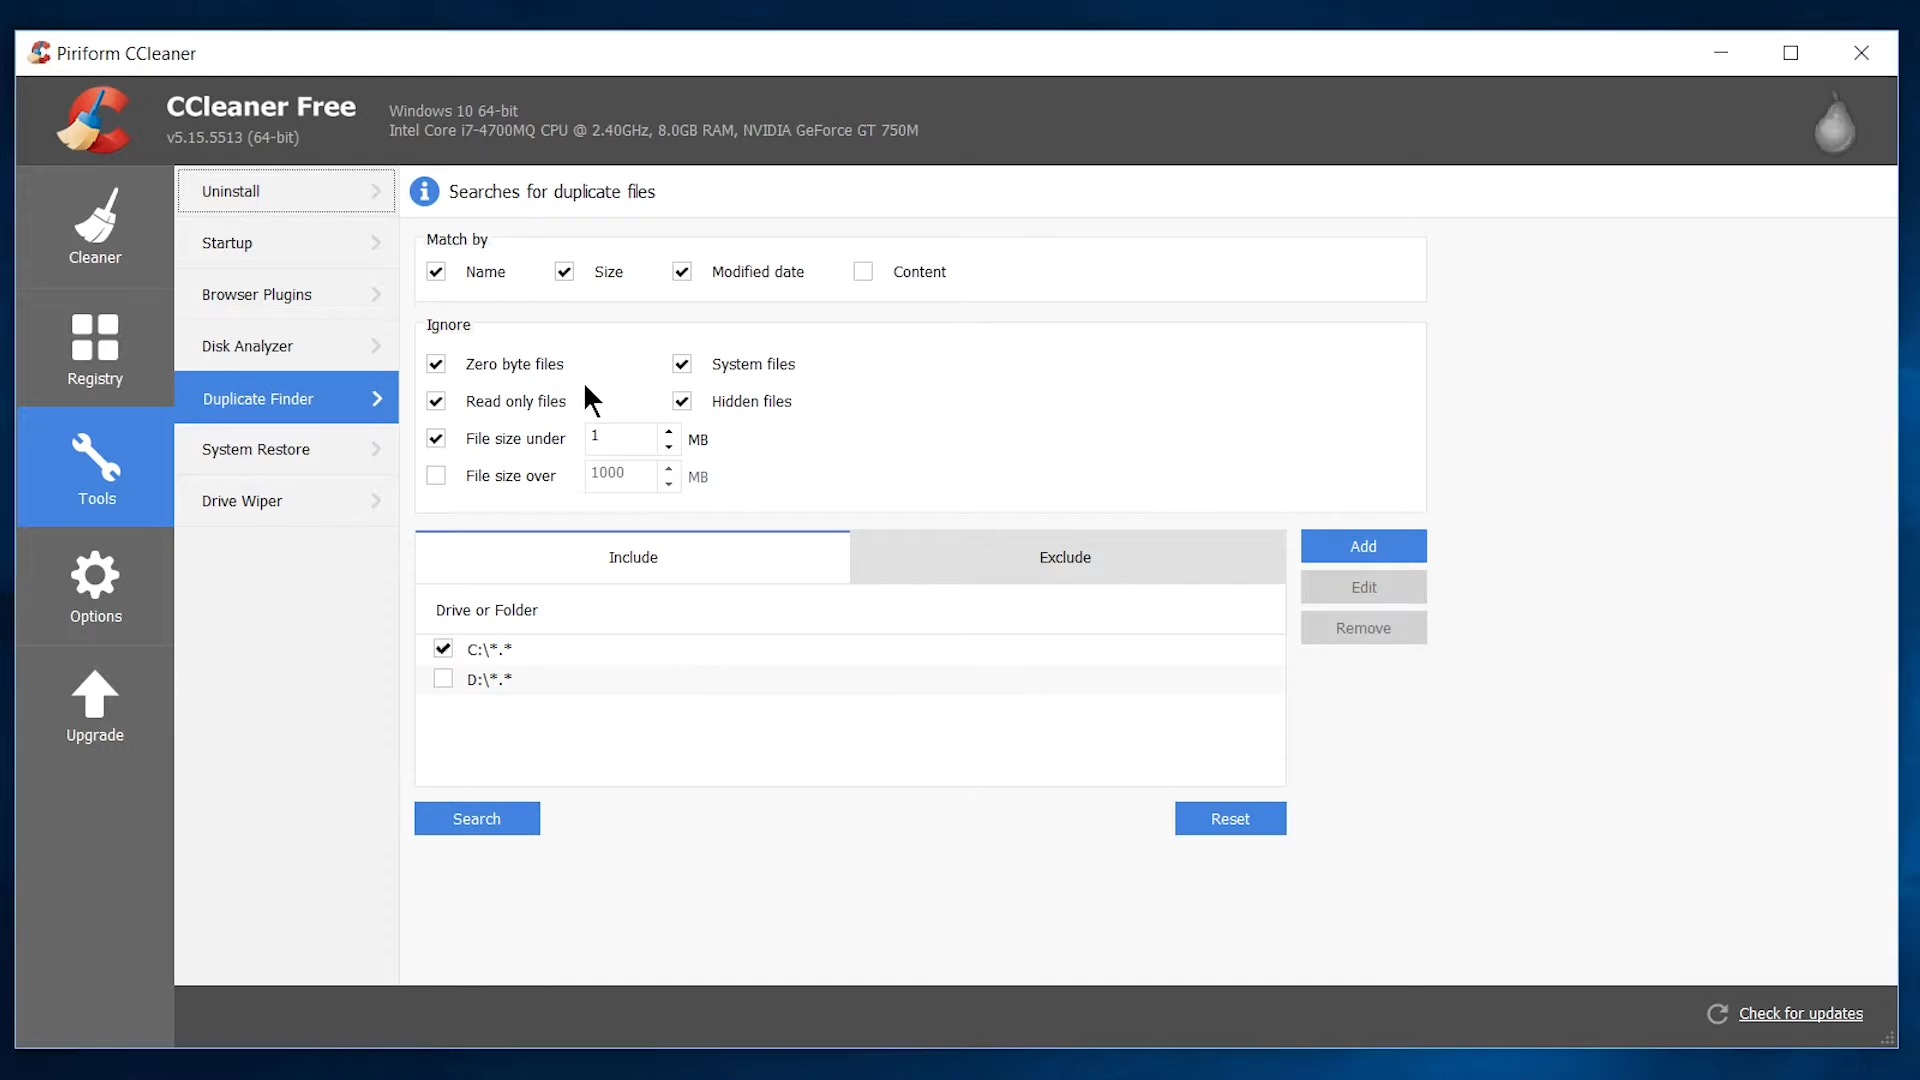 Piriform CCleaner
CCleaner Free
v5.15.5513 (64-bit)
Windows 10 64-bit
Intel Core i7-4700MQ CPU @ 2.40GHz, 8.0GB RAM, NVIDIA GeForce GT 750M
Cleaner
Registry
Tools
Options
Upgrade
Uninstall
Startup
Browser Plugins
Disk Analyzer
Duplicate Finder
System Restore
Drive Wiper
Searches for duplicate files
Match by
Name Size Modified date Content
Ignore
Zero byte files System files
Read only files Hidden files
File size under 1 MB
File size over 1000 MB
Include Exclude
Drive or Folder
C:\*.*
D:\*.*
Add
Edit
Remove
Search Reset
Check for updates